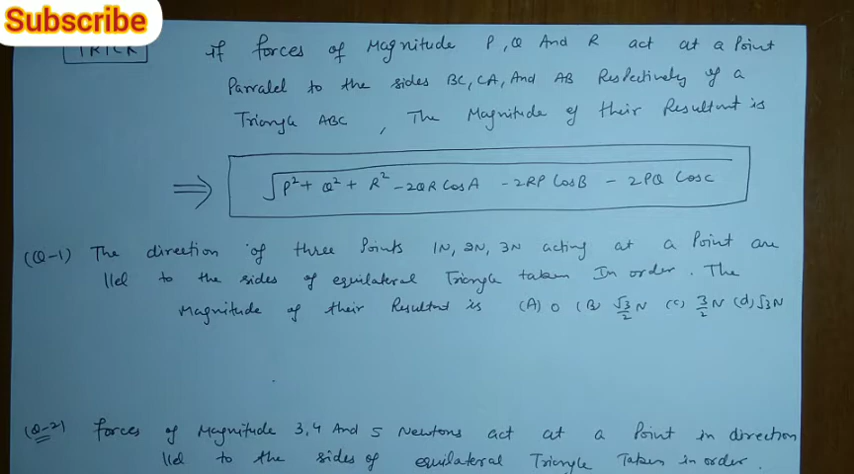 Subscribe
TRICK
If forces of Magnitude P, Q And R act at a Point
Parralel to the sides BC, CA, And AB Respectively of a
Triangle ABC, The Magnitude of their Resultant is
⇒ √P²+ Q² + R² - 2QR CosA - 2RP CosB - 2PQ CosC
(Q-1) The direction of three Points 1N, 2N, 3N acting at a Point are
llel to the sides of equilateral Triangle taken In order. The
Magnitude of their Resultant is (A) 0 (B) √3/2 N (c) 3/2 N (d) √3N
(Q-2) forces of Magnitude 3,4 And 5 Newtons act at a Point in direction
llel to the sides of equilateral Triangle Taken in order.